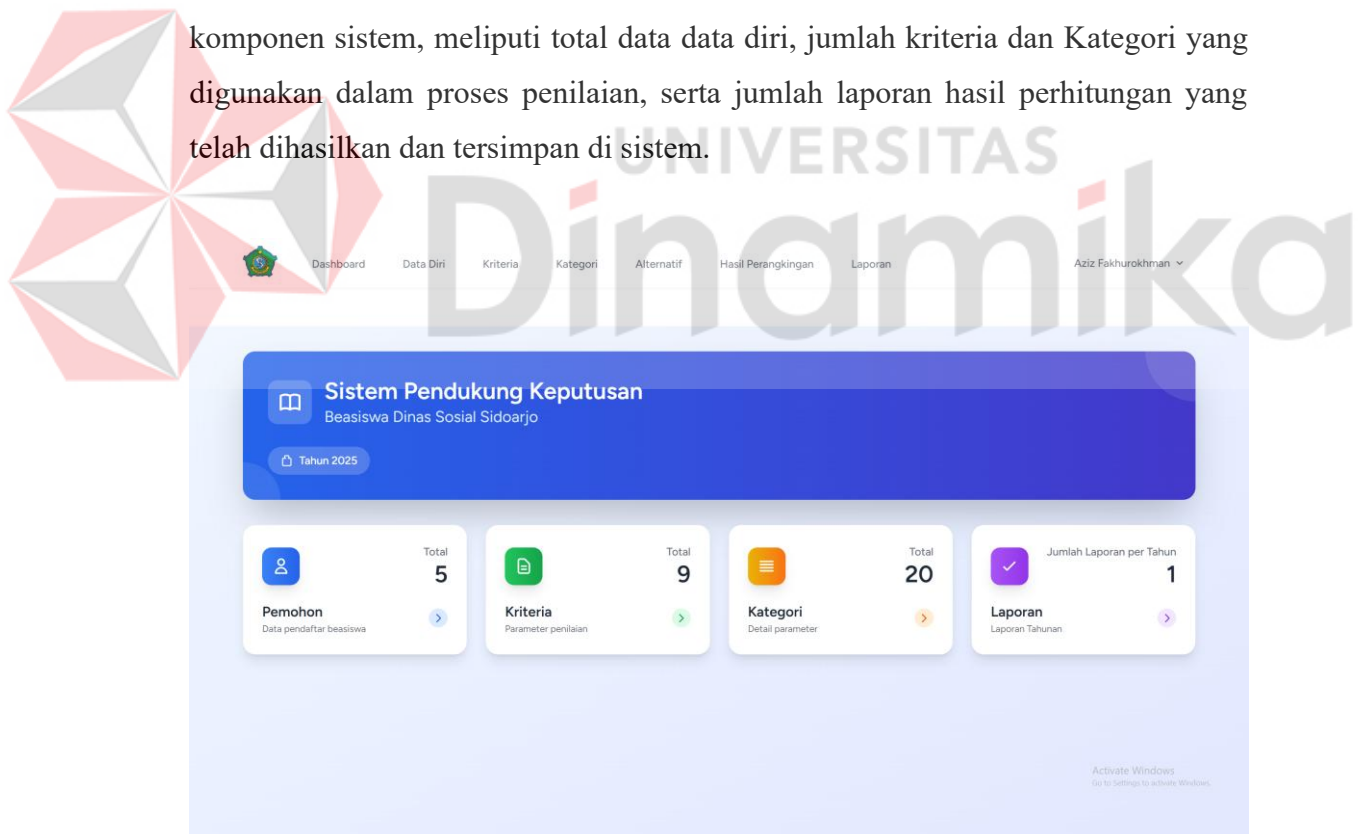 komponen sistem, meliputi total data data diri, jumlah kriteria dan Kategori yang
digunakan dalam proses penilaian, serta jumlah laporan hasil perhitungan yang
telah dihasilkan dan tersimpan di sistem.
UNIVERSITAS
Dinamika
Dashboard Data Diri Kriteria Kategori Alternatif Hasil Perangkingan Laporan Aziz Fakhurokhman
Sistem Pendukung Keputusan
Beasiswa Dinas Sosial Sidoarjo
Tahun 2025
Total
5
Pemohon
Data pendaftar beasiswa
Total
9
Kriteria
Parameter penilaian
Total
20
Kategori
Detail parameter
Jumlah Laporan per Tahun
1
Laporan
Laporan Tahunan
Activate Windows
Go to Settings to activate Windows.